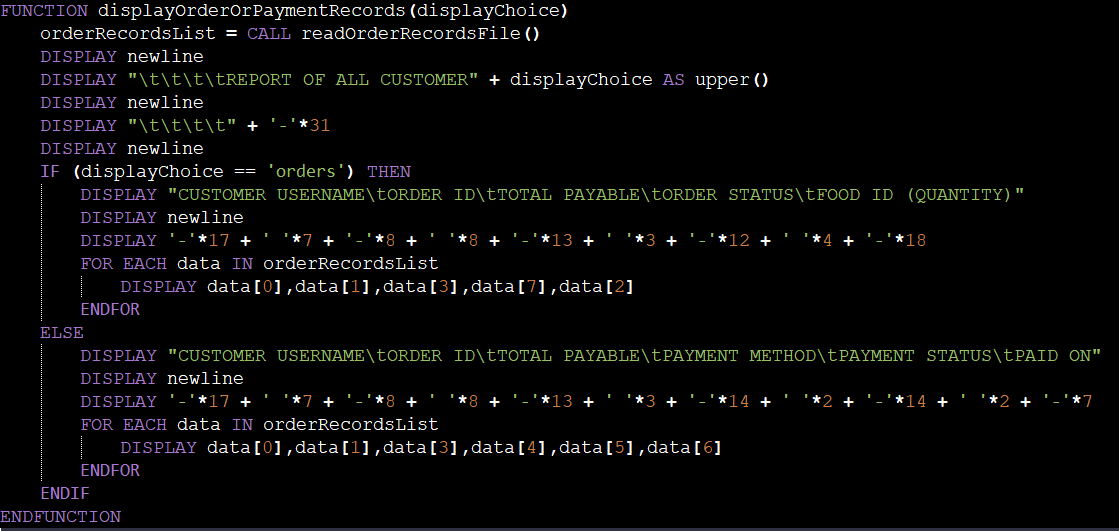 FUNCTION displayOrderOrPaymentRecords(displayChoice)
    orderRecordsList = CALL readOrderRecordsFile()
    DISPLAY newline
    DISPLAY "\t\t\t\tREPORT OF ALL CUSTOMER" + displayChoice AS upper()
    DISPLAY newline
    DISPLAY "\t\t\t\t" + '-'*31
    DISPLAY newline
    IF (displayChoice == 'orders') THEN
        DISPLAY "CUSTOMER USERNAME\tORDER ID\tTOTAL PAYABLE\tORDER STATUS\tFOOD ID (QUANTITY)"
        DISPLAY newline
        DISPLAY '-'*17 + ' '*7 + '-'*8 + ' '*8 + '-'*13 + ' '*3 + '-'*12 + ' '*4 + '-'*18
        FOR EACH data IN orderRecordsList
            DISPLAY data[0],data[1],data[3],data[7],data[2]
        ENDFOR
    ELSE
        DISPLAY "CUSTOMER USERNAME\tORDER ID\tTOTAL PAYABLE\tPAYMENT METHOD\tPAYMENT STATUS\tPAID ON"
        DISPLAY newline
        DISPLAY '-'*17 + ' '*7 + '-'*8 + ' '*8 + '-'*13 + ' '*3 + '-'*14 + ' '*2 + '-'*14 + ' '*2 + '-'*7
        FOR EACH data IN orderRecordsList
            DISPLAY data[0],data[1],data[3],data[4],data[5],data[6]
        ENDFOR
    ENDIF
ENDFUNCTION